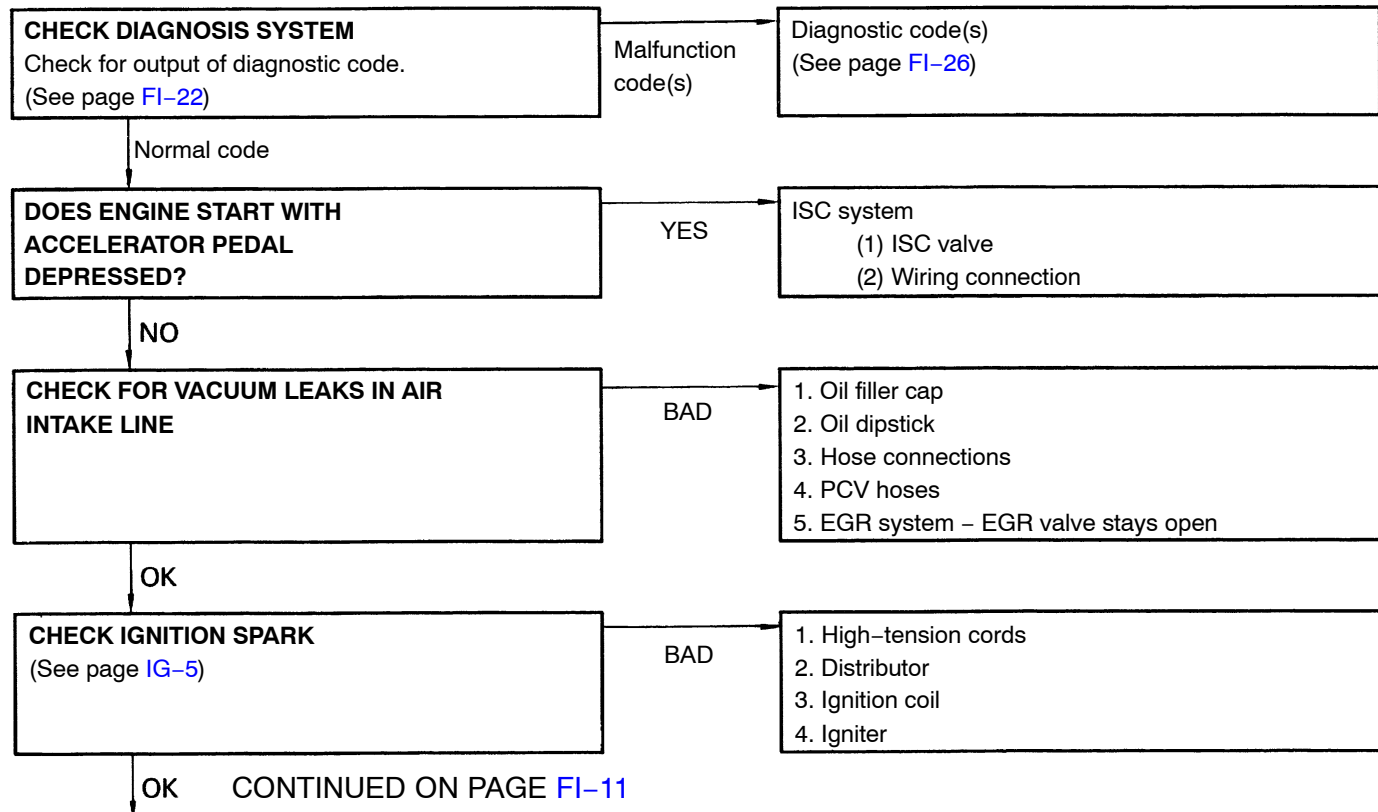 CHECK DIAGNOSIS SYSTEM
Check for output of diagnostic code.
(See page FI−22)
Malfunction
code(s)
Diagnostic code(s)
(See page FI−26)
Normal code
DOES ENGINE START WITH
ACCELERATOR PEDAL
DEPRESSED?
YES
ISC system
(1) ISC valve
(2) Wiring connection
NO
CHECK FOR VACUUM LEAKS IN AIR
INTAKE LINE
BAD
1. Oil filler cap
2. Oil dipstick
3. Hose connections
4. PCV hoses
5. EGR system − EGR valve stays open
OK
CHECK IGNITION SPARK
(See page IG−5)
BAD
1. High−tension cords
2. Distributor
3. Ignition coil
4. Igniter
OK
CONTINUED ON PAGE FI−11